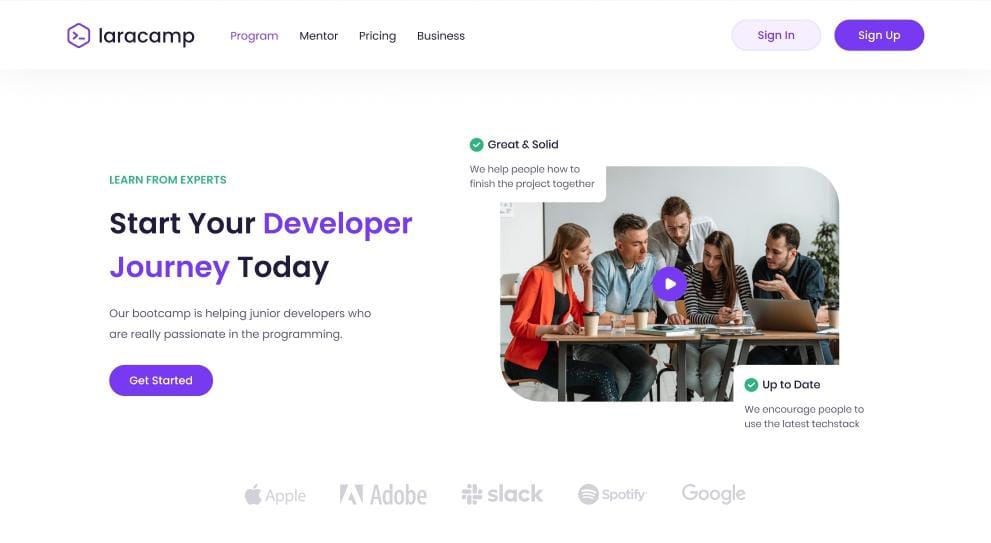 laracamp
Program
Mentor
Pricing
Business
Sign In
Sign Up
LEARN FROM EXPERTS
Start Your Developer
Journey Today
Our bootcamp is helping junior developers who
are really passionate in the programming.
Get Started
Great & Solid
We help people how to
finish the project together
Up to Date
We encourage people to
use the latest techstack
Apple
Adobe
slack
Spotify
Google